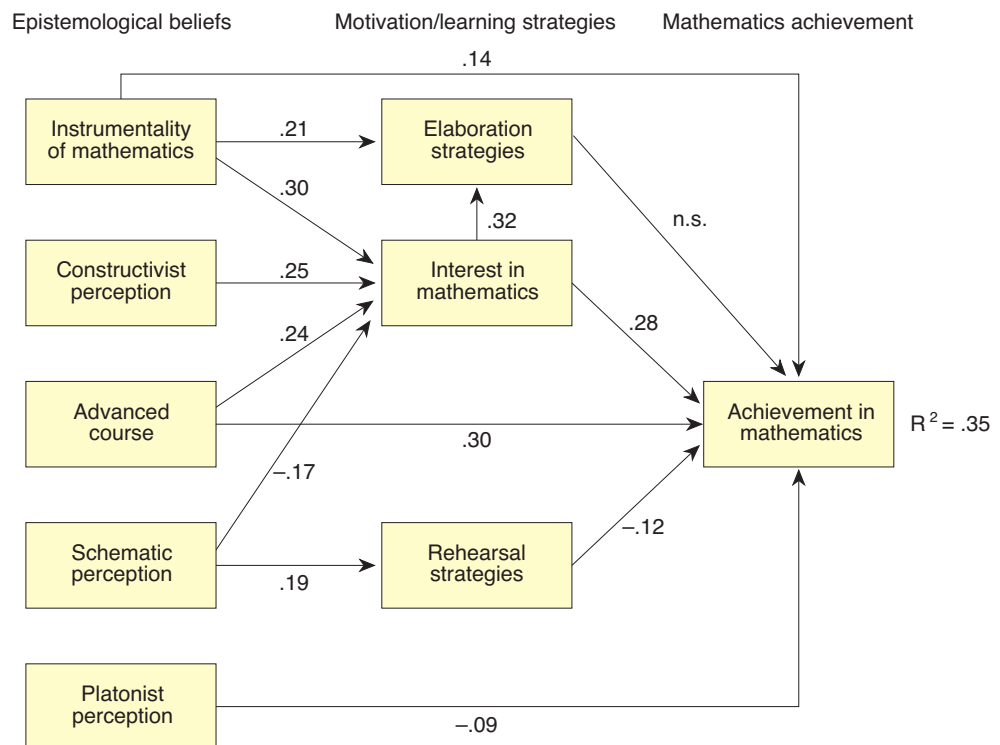 Epistemological beliefs
Motivation/learning strategies
Mathematics achievement
.14
Instrumentality
of mathematics
.21
Elaboration
strategies
.30
n.s.
.32
Constructivist
perception
.25
Interest in
mathematics
.24
.28
Advanced
course
.30
Achievement in
mathematics
R² = .35
–.17
Schematic
perception
.19
Rehearsal
strategies
–.12
Platonist
perception
–.09